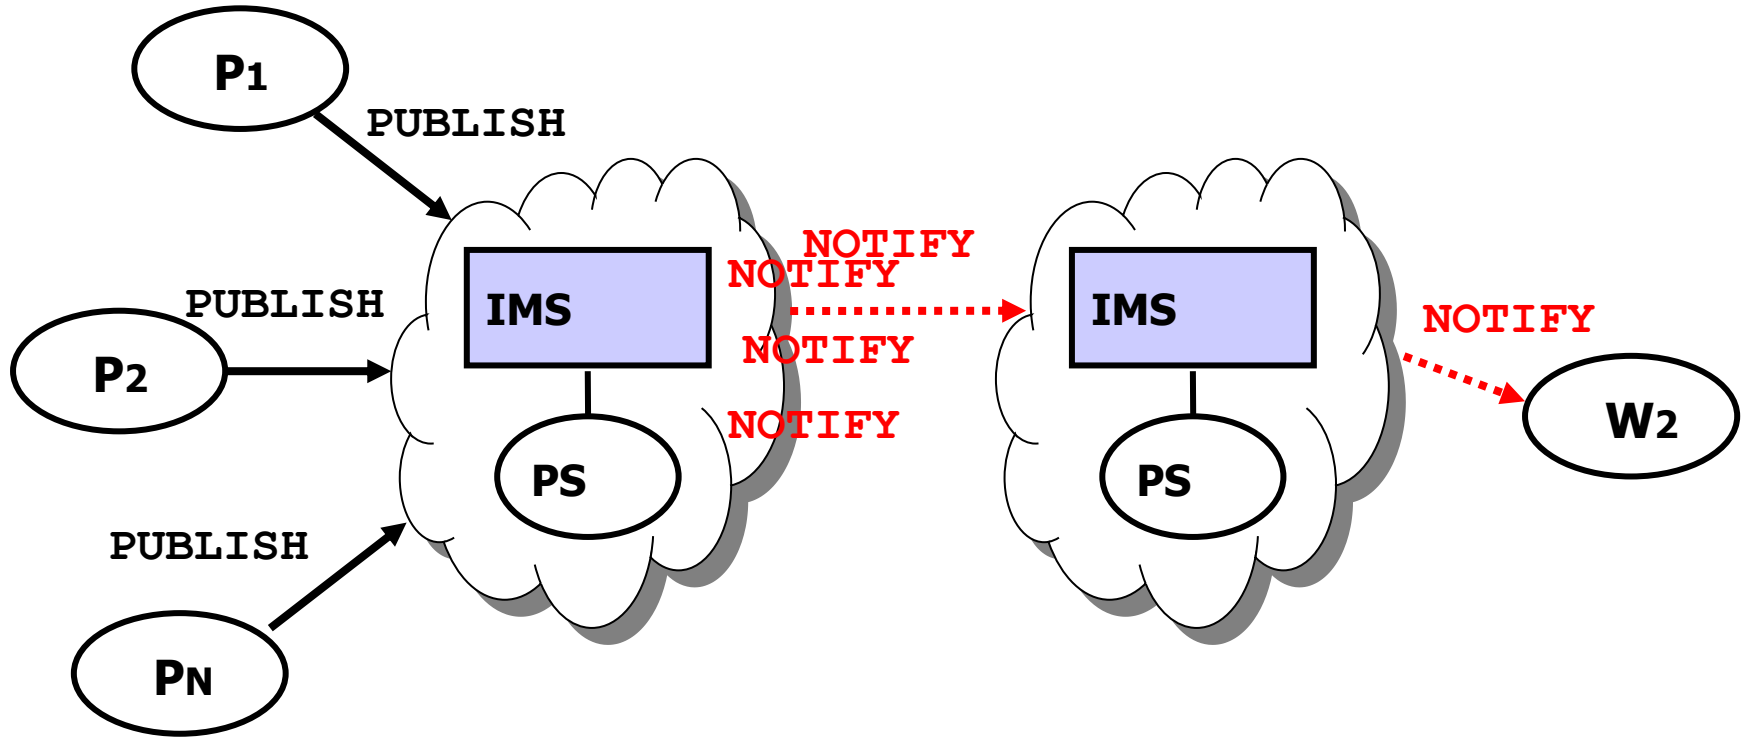 P1
PUBLISH
NOTIFY
NOTIFY
PUBLISH
IMS
IMS
NOTIFY
NOTIFY
P2
W2
NOTIFY
PS
PS
PUBLISH
PN